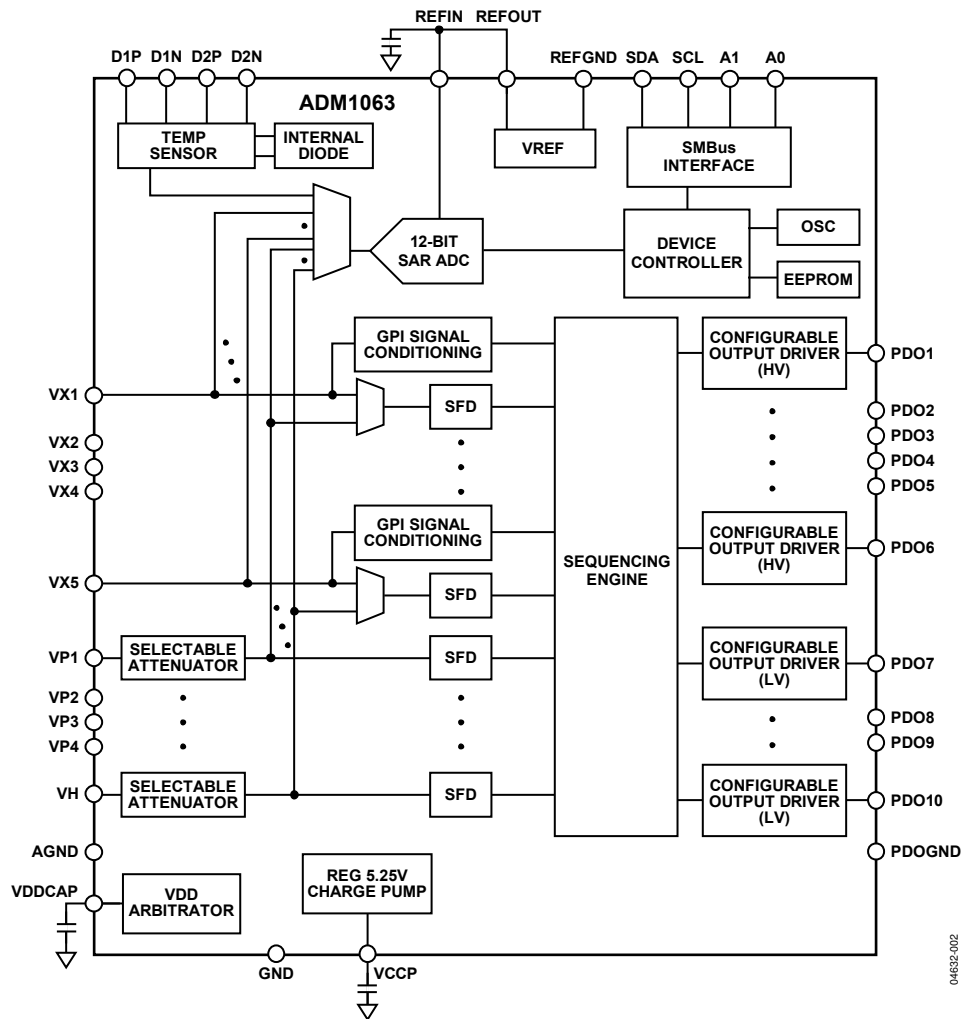 REFIN REFOUT
D1P D1N D2P D2N
REFGND SDA SCL A1 A0
ADM1063
TEMP
SENSOR
INTERNAL
DIODE
VREF
SMBus
INTERFACE
12-BIT
SAR ADC
DEVICE
CONTROLLER
OSC
EEPROM
GPI SIGNAL
CONDITIONING
CONFIGURABLE
OUTPUT DRIVER
(HV)
PDO1
VX1
SFD
PDO2
VX2
PDO3
VX3
PDO4
VX4
PDO5
GPI SIGNAL
CONDITIONING
CONFIGURABLE
OUTPUT DRIVER
(HV)
PDO6
SEQUENCING
ENGINE
VX5
SFD
VP1
SELECTABLE
ATTENUATOR
SFD
CONFIGURABLE
OUTPUT DRIVER
(LV)
PDO7
VP2
VP3
VP4
PDO8
PDO9
VH
SELECTABLE
ATTENUATOR
SFD
CONFIGURABLE
OUTPUT DRIVER
(LV)
PDO10
AGND
PDOGND
VDDCAP
VDD
ARBITRATOR
REG 5.25V
CHARGE PUMP
GND
VCCP
04632-002